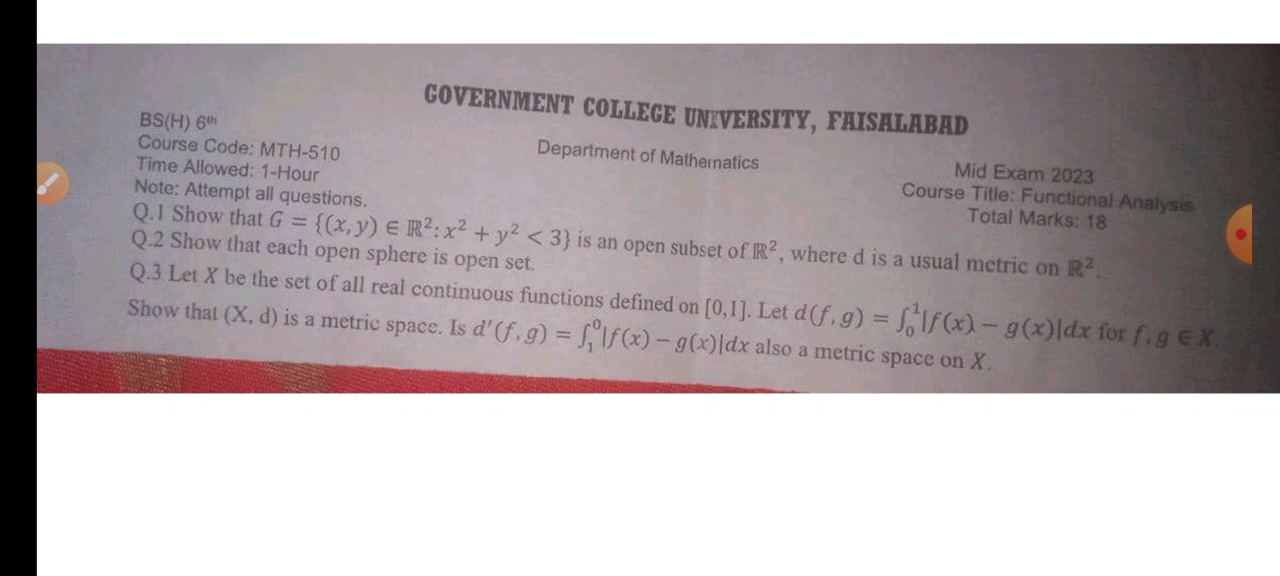 GOVERNMENT COLLEGE UNIVERSITY, FAISALABAD
BS(H) 6th
Course Code: MTH-510
Department of Mathematics
Mid Exam 2023
Time Allowed: 1-Hour
Course Title: Functional Analysis
Note: Attempt all questions.
Total Marks: 18
Q.1 Show that G = {(x, y) ∈ ℝ²: x² + y² < 3} is an open subset of ℝ², where d is a usual metric on ℝ².
Q.2 Show that each open sphere is open set.
Q.3 Let X be the set of all real continuous functions defined on [0,1]. Let d(f, g) = ∫₀¹|f(x) − g(x)|dx for f, g ∈ X.
Show that (X, d) is a metric space. Is d′(f, g) = ∫₁⁰|f(x) − g(x)|dx also a metric space on X.